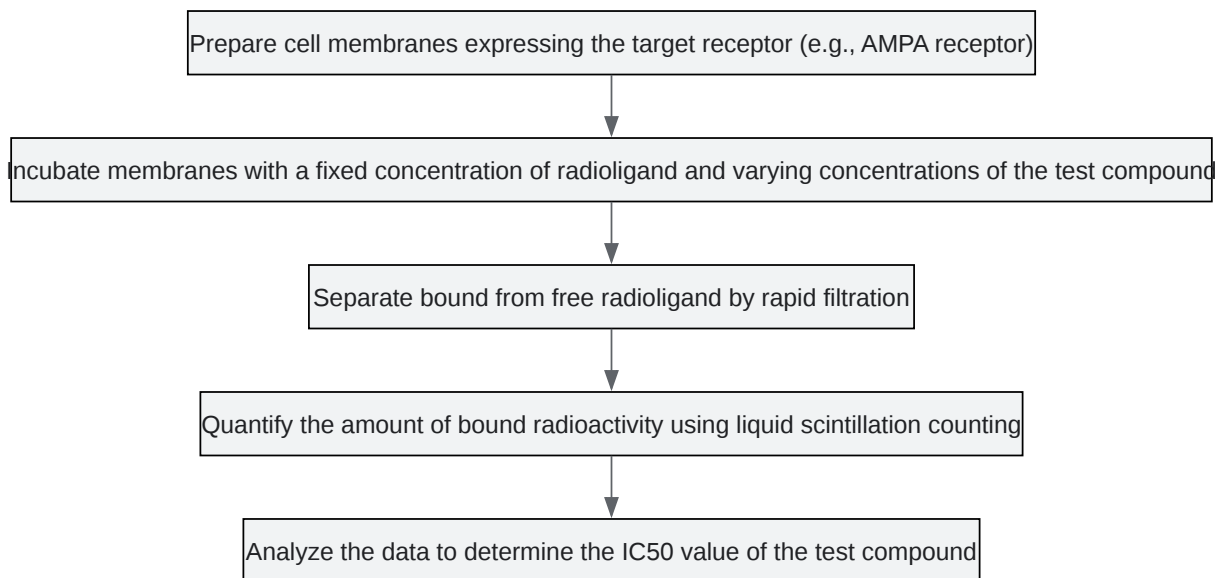 Prepare cell membranes expressing the target receptor (e.g., AMPA receptor)
Incubate membranes with a fixed concentration of radioligand and varying concentrations of the test compound
Separate bound from free radioligand by rapid filtration
Quantify the amount of bound radioactivity using liquid scintillation counting
Analyze the data to determine the IC50 value of the test compound